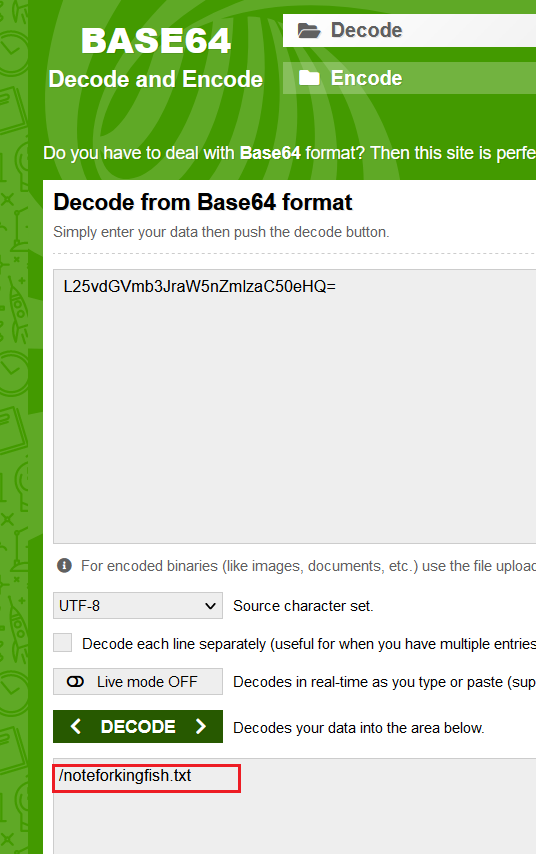 BASE64
Decode and Encode
Decode
Encode
Do you have to deal with Base64 format? Then this site is perfe
Decode from Base64 format
Simply enter your data then push the decode button.
L25vdGVmb3JraW5nZmlzaC50eHQ=
For encoded binaries (like images, documents, etc.) use the file upload
UTF-8 Source character set.
Decode each line separately (useful for when you have multiple entries
Live mode OFF Decodes in real-time as you type or paste (sup
DECODE Decodes your data into the area below.
/noteforkingfish.txt